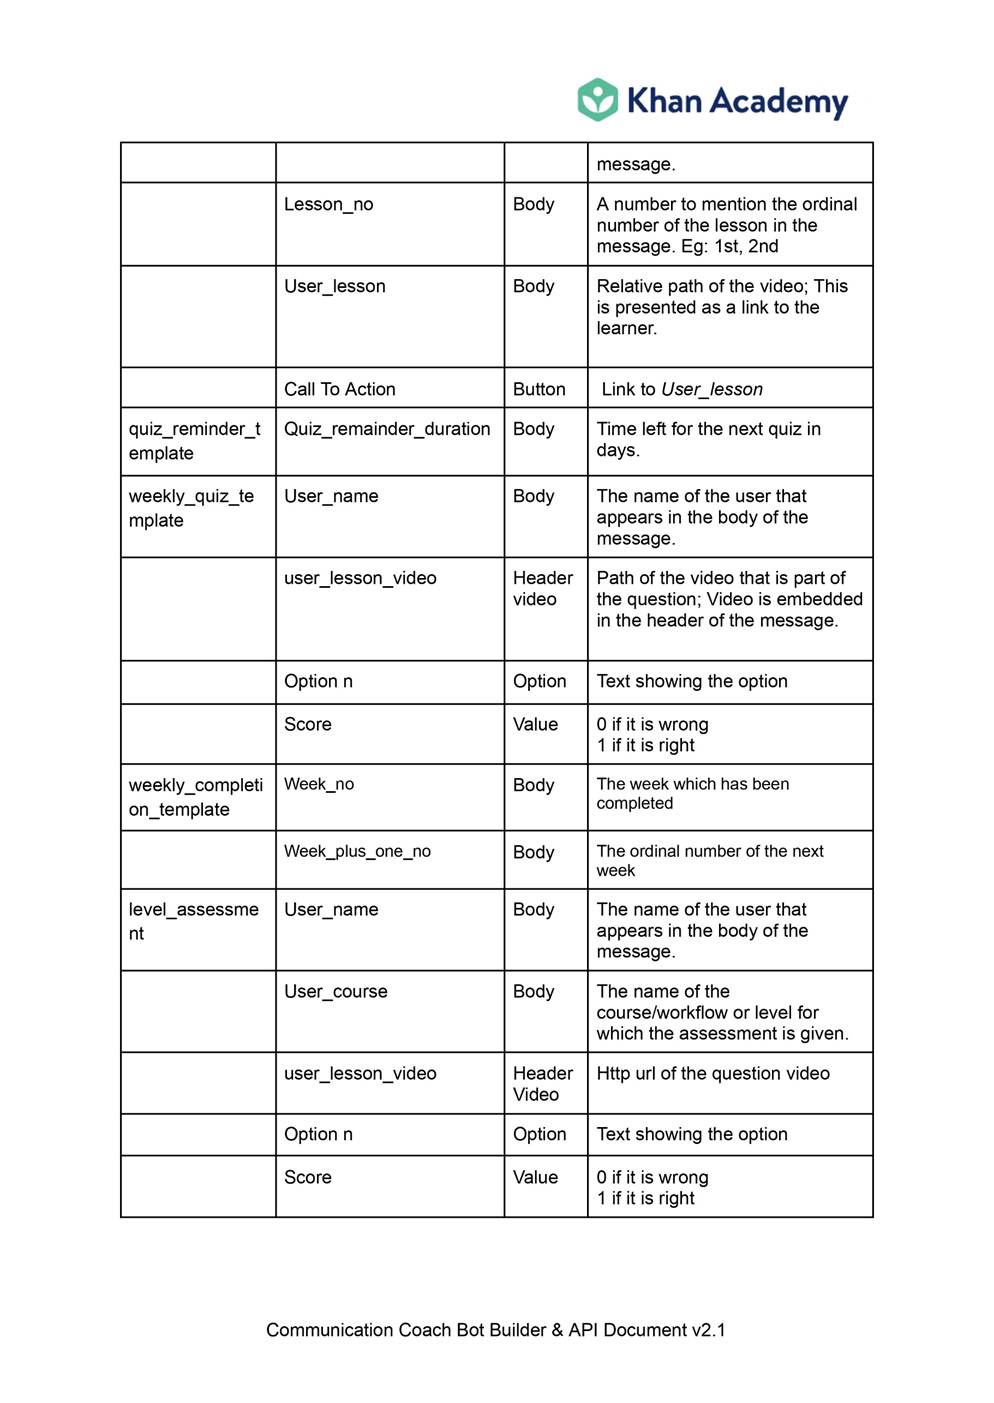 Khan Academy
message.
Lesson_no Body A number to mention the ordinal
number of the lesson in the
message. Eg: 1st, 2nd
User_lesson Body Relative path of the video; This
is presented as a link to the
learner.
Call To Action Button Link to User_lesson
quiz_reminder_t Quiz_remainder_duration Body Time left for the next quiz in
emplate days.
weekly_quiz_te User_name Body The name of the user that
mplate appears in the body of the
message.
user_lesson_video Header Path of the video that is part of
video the question; Video is embedded
in the header of the message.
Option n Option Text showing the option
Score Value 0 if it is wrong
1 if it is right
weekly_completi Week_no Body The week which has been
on_template completed
Week_plus_one_no Body The ordinal number of the next
week
level_assessme User_name Body The name of the user that
nt appears in the body of the
message.
User_course Body The name of the
course/workflow or level for
which the assessment is given.
user_lesson_video Header Http url of the question video
Video
Option n Option Text showing the option
Score Value 0 if it is wrong
1 if it is right
Communication Coach Bot Builder & API Document v2.1